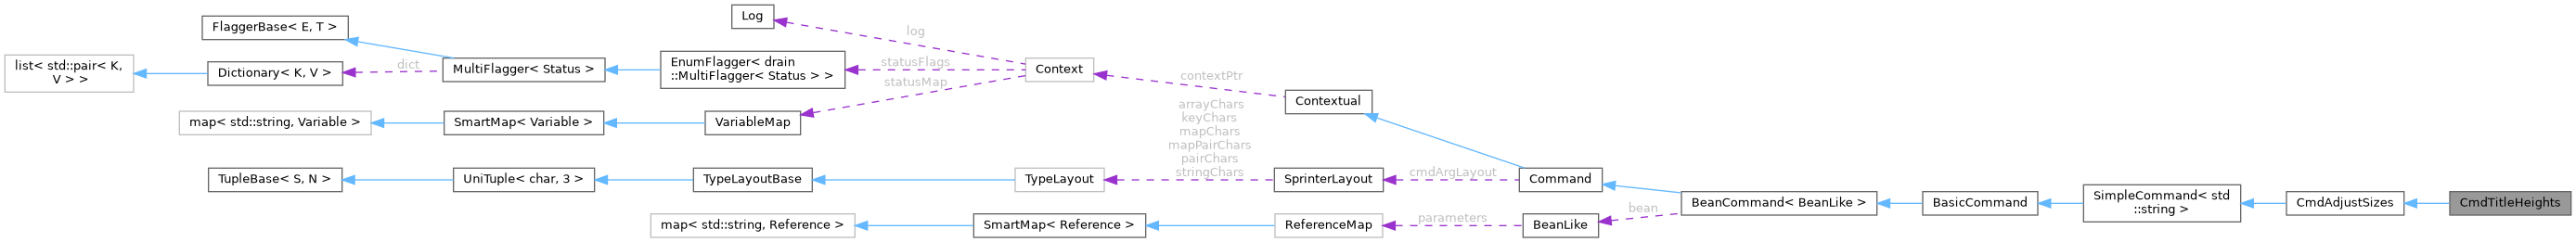 Log
FlaggerBase< E, T >
log
list< std::pair< K,
V > >
Dictionary< K, V >
dict
MultiFlagger< Status >
EnumFlagger< drain
::MultiFlagger< Status > >
statusFlags
Context
contextPtr
statusMap
Contextual
map< std::string, Variable >
SmartMap< Variable >
VariableMap
arrayChars
keyChars
mapChars
mapPairChars
pairChars
stringChars
TupleBase< S, N >
UniTuple< char, 3 >
TypeLayoutBase
TypeLayout
SprinterLayout
cmdArgLayout
Command
bean
BeanCommand< BeanLike >
BasicCommand
SimpleCommand< std
::string >
CmdAdjustSizes
CmdTitleHeights
map< std::string, Reference >
SmartMap< Reference >
ReferenceMap
parameters
BeanLike